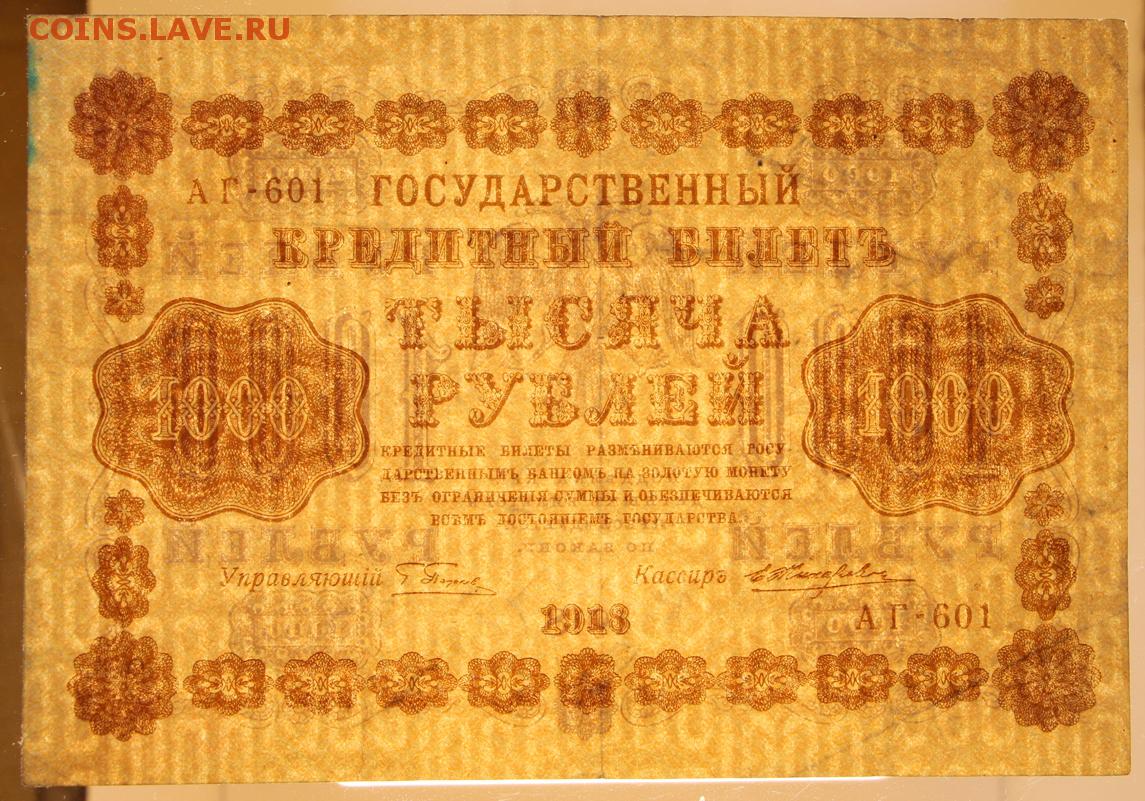 COINS.LAVE.RU
АГ-601 ГОСУДАРСТВЕННЫЙ
КРЕДИТНЫЙ БИЛЕТЪ
ТЫСЯЧА
РУБЛЕЙ
1000 1000
КРЕДИТНЫЕ БИЛЕТЫ РАЗМѢНИВАЮТСЯ ГОСУ-
ДАРСТВЕННЫМЪ БАНКОМЪ НА ЗОЛОТУЮ МОНЕТУ
БЕЗЪ ОГРАНИЧЕНІЯ СУММЫ И ОБЕЗПЕЧИВАЮТСЯ
ВСѢМЪ ДОСТОЯНІЕМЪ ГОСУДАРСТВА.
Управляющій Кассиръ
1918 АГ-601